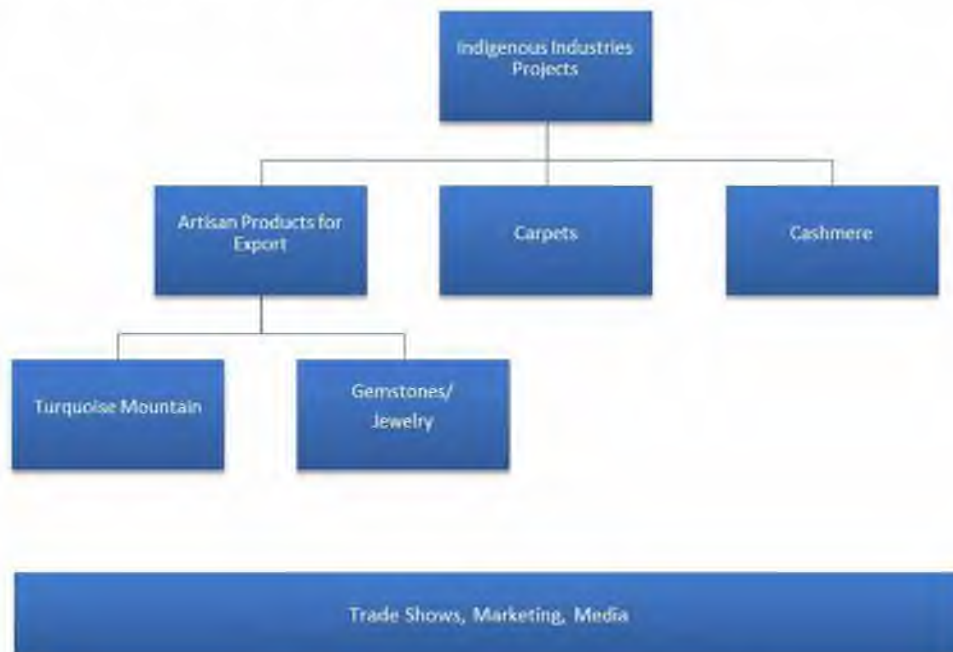 Indigenous Industries
Projects
Artisan Products for
Export
Carpets
Cashmere
Turquoise Mountain
Gemstones/
Jewelry
Trade Shows, Marketing, Media